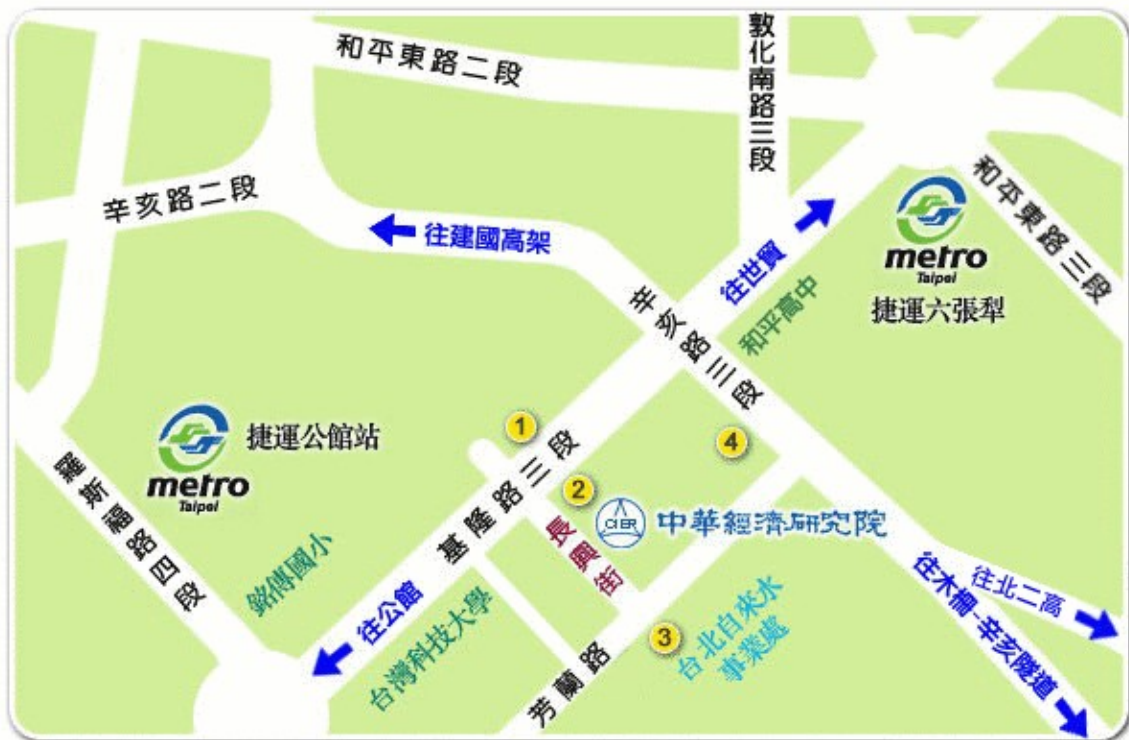 和平東路二段
敦化南路三段
辛亥路二段
往建國高架
往世貿
和平東路三段
metro
Taipei
捷運六張犁
辛亥路三段
和平高中
捷運公館站
metro
Taipei
1
4
2
基隆路三段
CIER
中華經濟研究院
長興街
羅斯福路四段
銘傳國小
往公館
台灣科技大學
3
台北自來水
事業處
芳蘭路
往北二高
往木柵-辛亥隧道